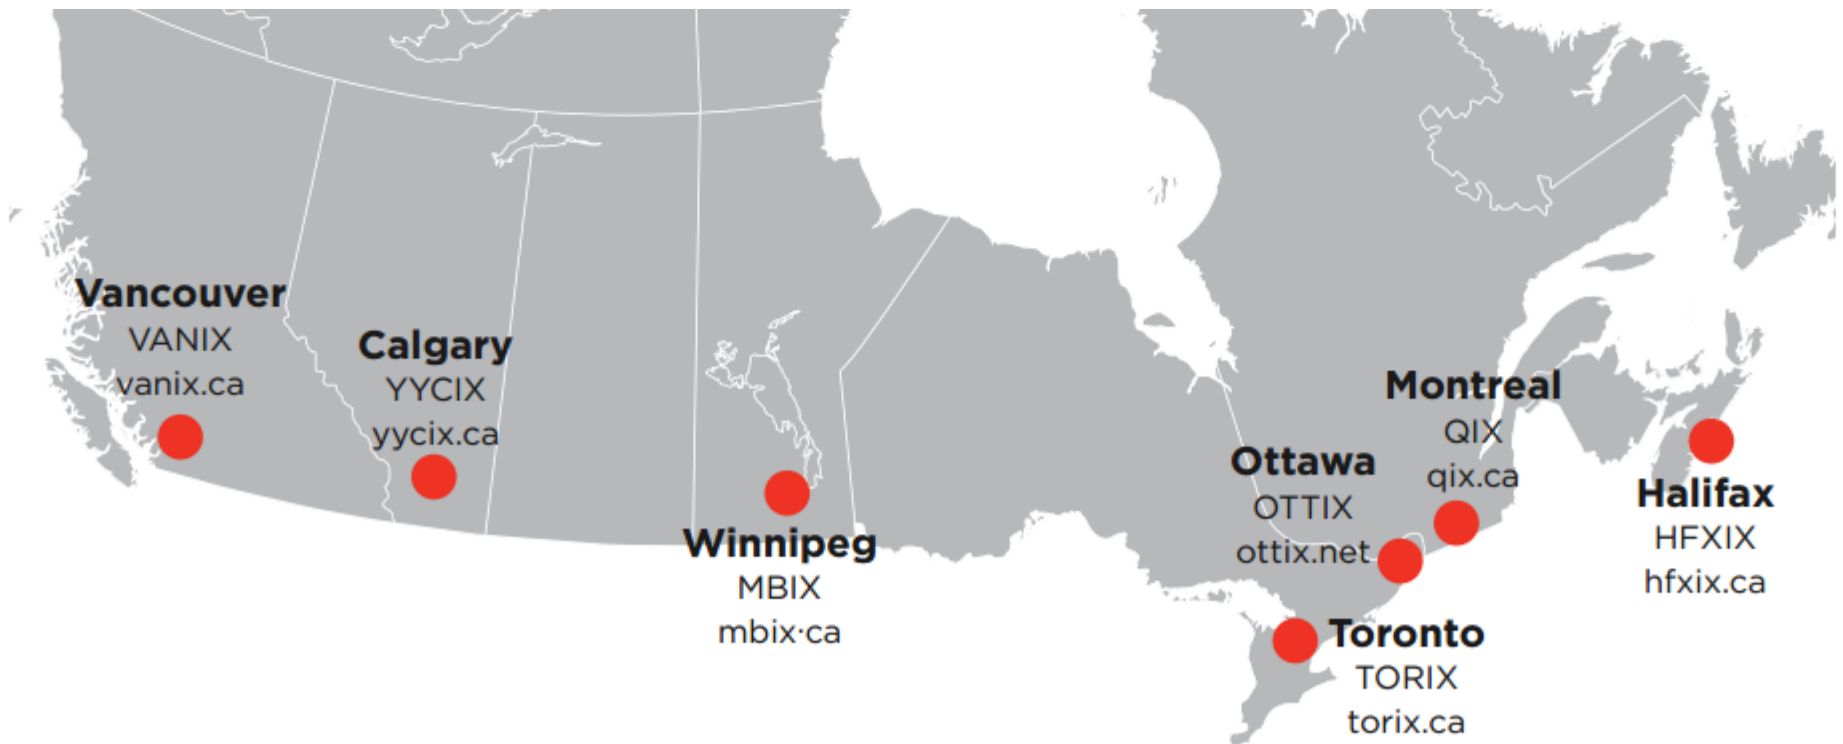 Vancouver
VANIX
vanix.ca
Calgary
YYCIX
yycix.ca
Winnipeg
MBIX
mbix·ca
Ottawa
OTTIX
ottix.net
Montreal
QIX
qix.ca
Toronto
TORIX
torix.ca
Halifax
HFXIX
hfxix.ca